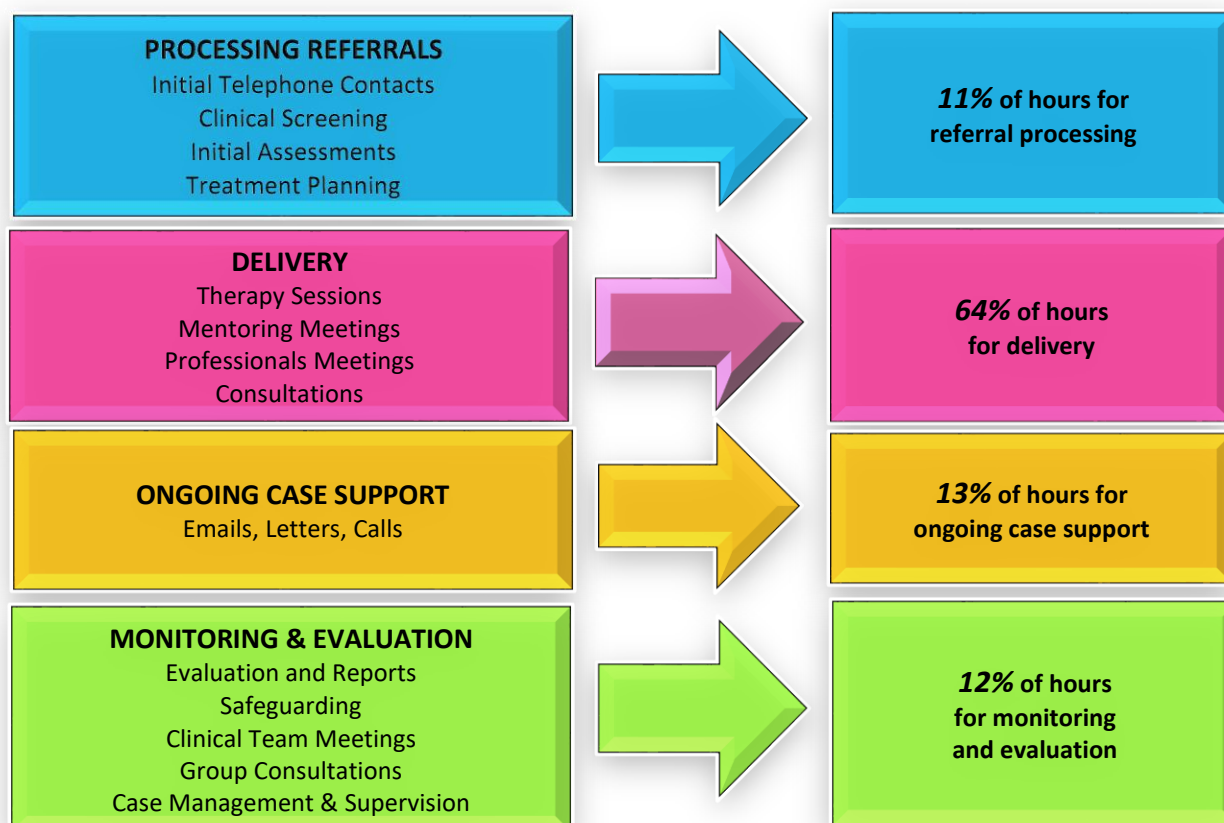 PROCESSING REFERRALS
Initial Telephone Contacts
Clinical Screening
Initial Assessments
Treatment Planning
11% of hours for
referral processing
DELIVERY
Therapy Sessions
Mentoring Meetings
Professionals Meetings
Consultations
64% of hours
for delivery
ONGOING CASE SUPPORT
Emails, Letters, Calls
13% of hours for
ongoing case support
MONITORING & EVALUATION
Evaluation and Reports
Safeguarding
Clinical Team Meetings
Group Consultations
Case Management & Supervision
12% of hours
for monitoring
and evaluation